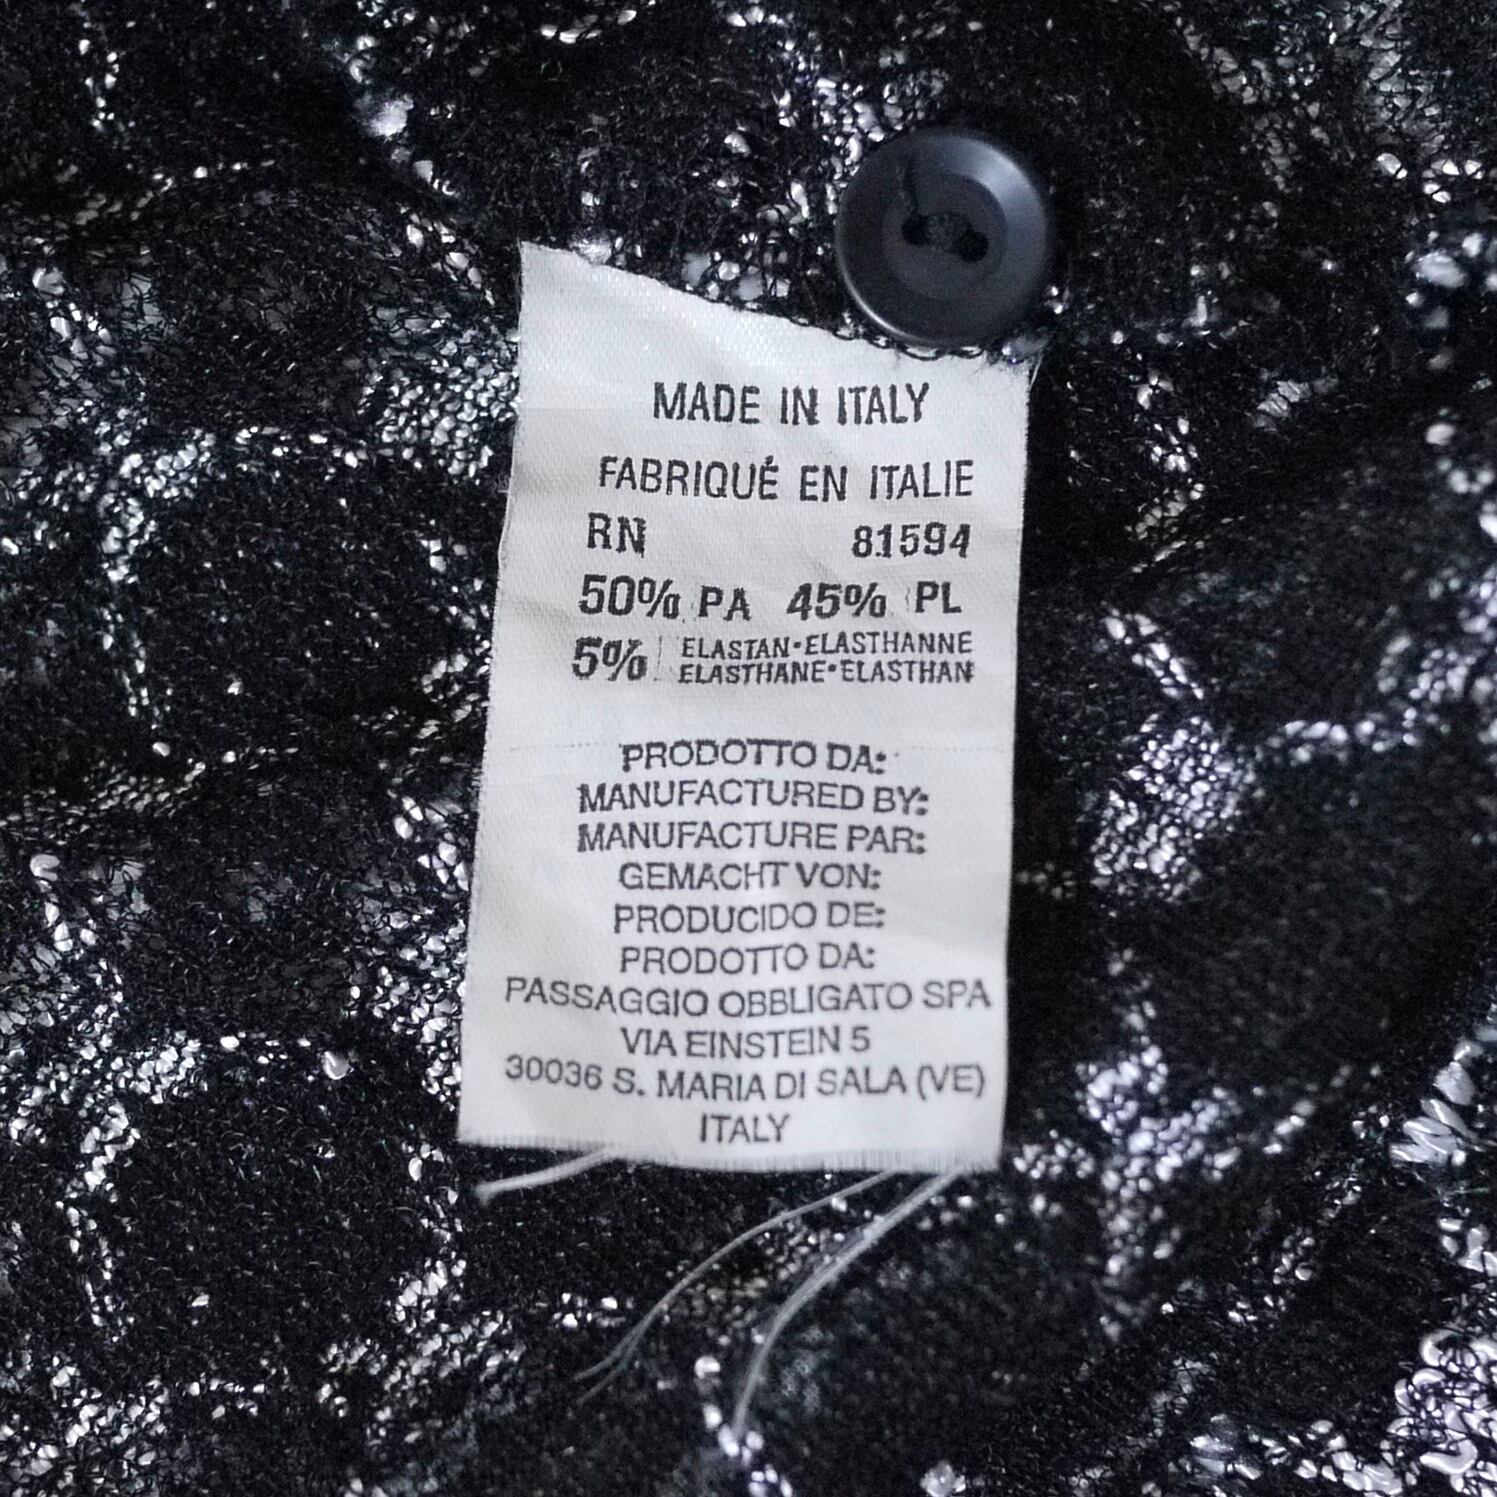 MADE IN ITALY
FABRIQUÉ EN ITALIE
RN 81594
50% PA 45% PL
5% ELASTAN•ELASTHANNE
ELASTHANE•ELASTHAN
PRODOTTO DA:
MANUFACTURED BY:
MANUFACTURE PAR:
GEMACHT VON:
PRODUCIDO DE:
PRODOTTO DA:
PASSAGGIO OBBLIGATO SPA
VIA EINSTEIN 5
30036 S. MARIA DI SALA (VE)
ITALY